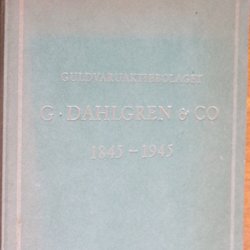 GULDVARUAKTIEBOLAGET
G · DAHLGREN & CO
1845 – 1945